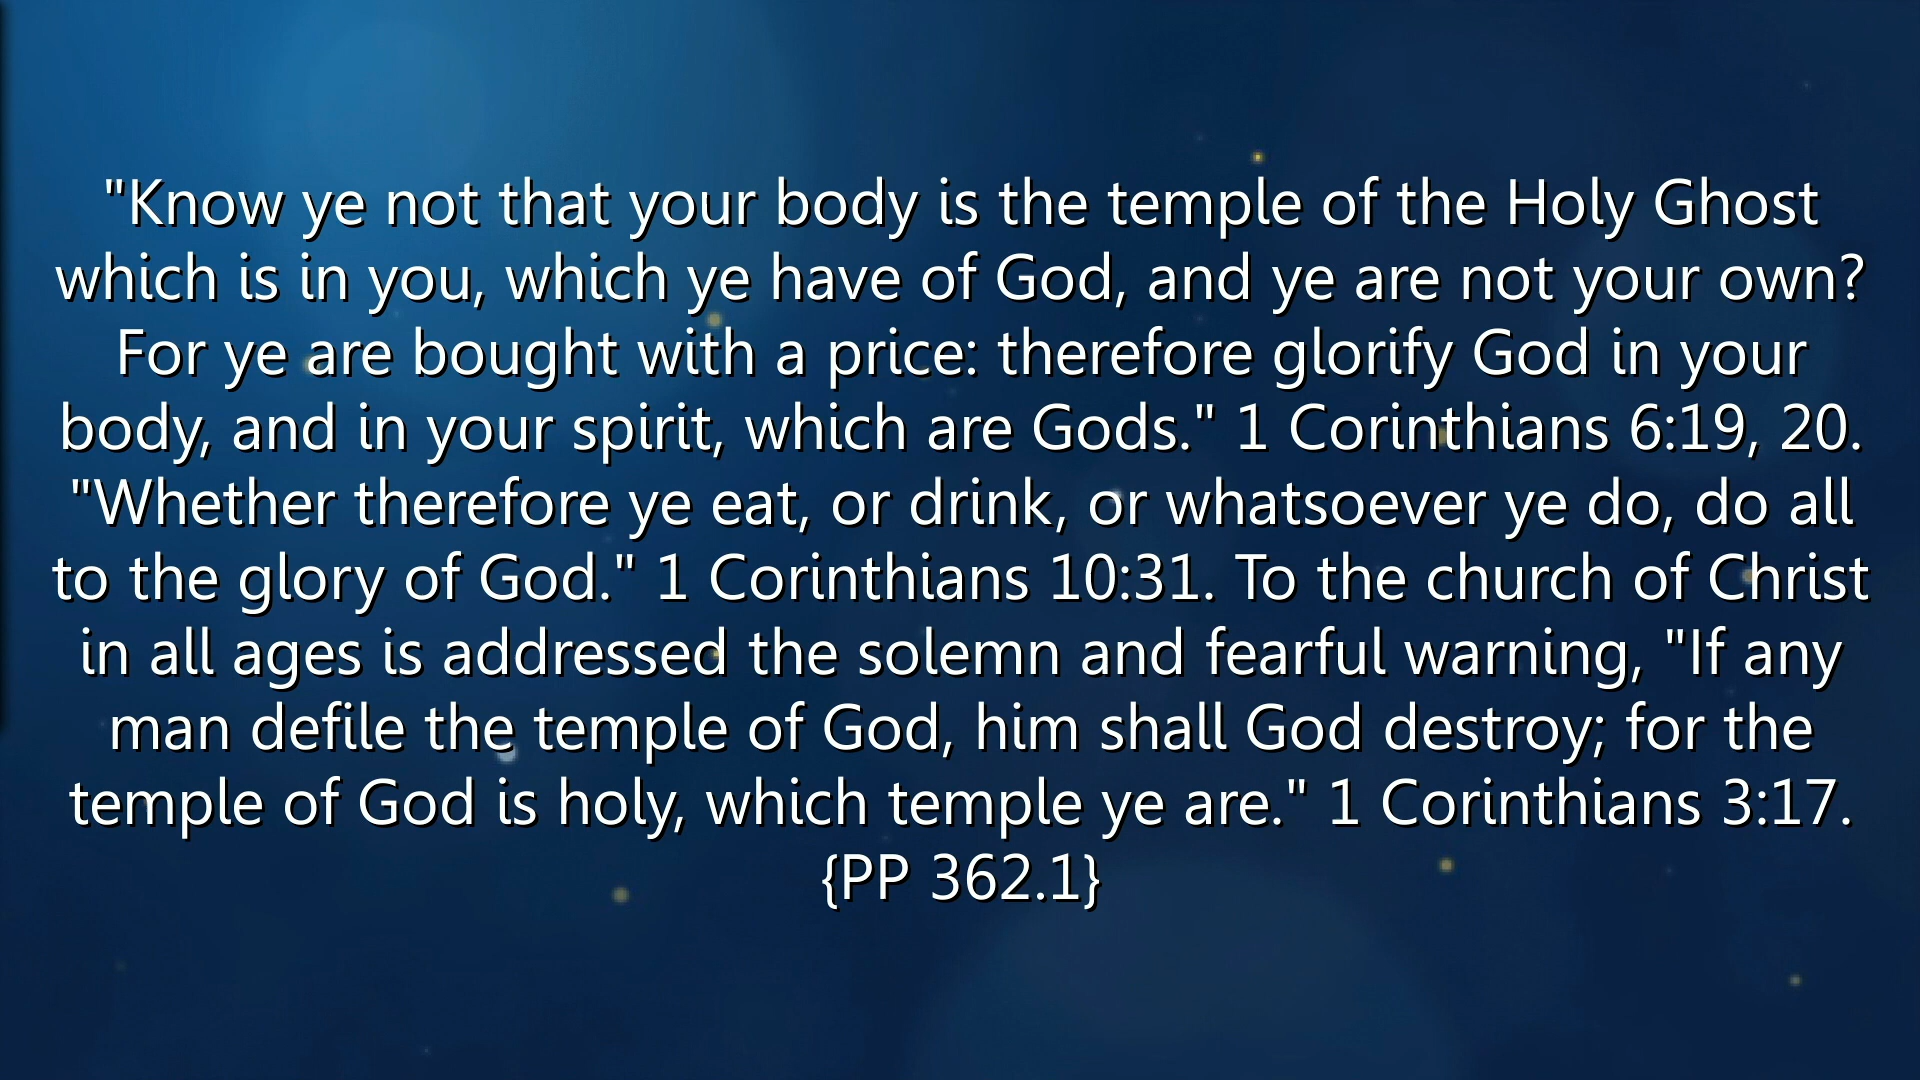 "Know ye not that your body is the temple of the Holy Ghost
which is in you, which ye have of God, and ye are not your own?
For ye are bought with a price: therefore glorify God in your
body, and in your spirit, which are Gods." 1 Corinthians 6:19, 20.
"Whether therefore ye eat, or drink, or whatsoever ye do, do all
to the glory of God." 1 Corinthians 10:31. To the church of Christ
in all ages is addressed the solemn and fearful warning, "If any
man defile the temple of God, him shall God destroy; for the
temple of God is holy, which temple ye are." 1 Corinthians 3:17.
{PP 362.1}